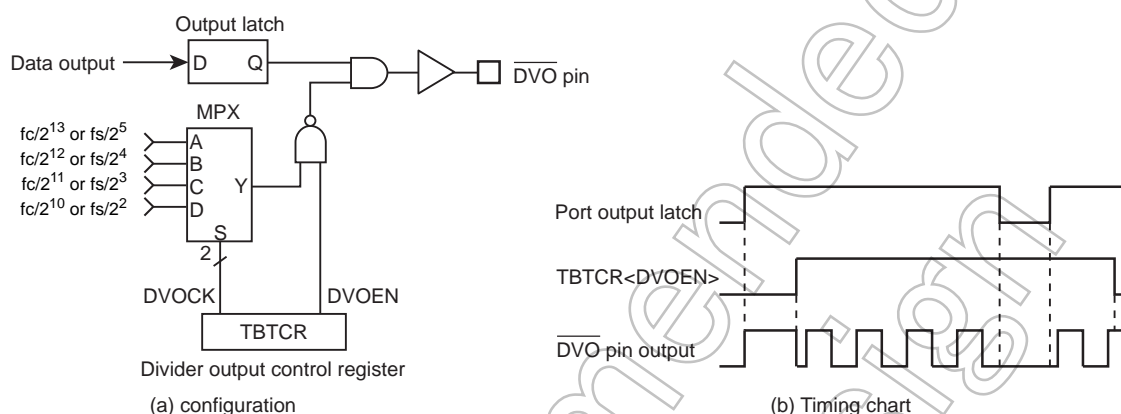 Output latch
Data output
D Q
DVO pin
MPX
fc/2^13 or fs/2^5
fc/2^12 or fs/2^4
fc/2^11 or fs/2^3
fc/2^10 or fs/2^2
A
B
C
D
Y
S
2
DVOCK
DVOEN
TBTCR
Divider output control register
(a) configuration
Port output latch
TBTCR<DVOEN>
DVO pin output
(b) Timing chart